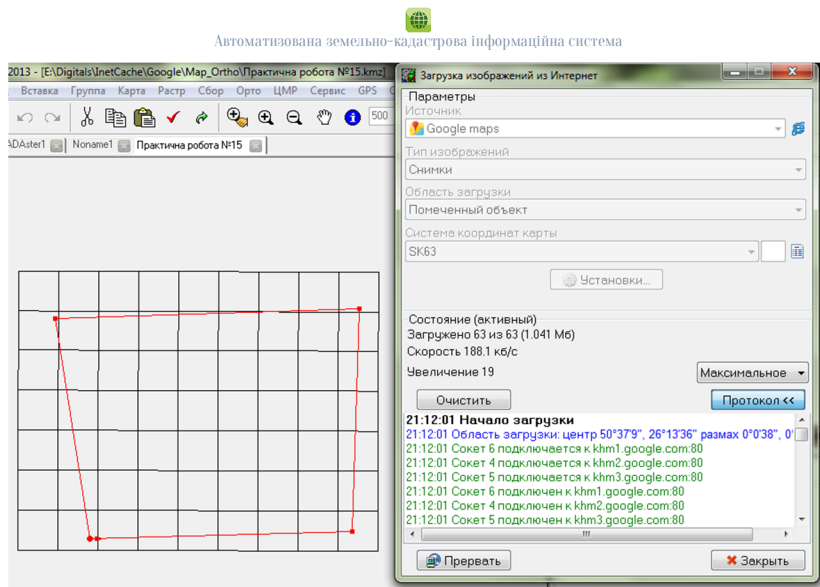 Автоматизована земельно-кадастрова інформаційна система
2013 - [E:\Digitals\InetCache\Google\Map_Ortho\Практична робота №15.kmz]
Вставка Группа Карта Растр Сбор Орто ЦМР Сервис GPS
500
ADAster1 Noname1 Практична робота №15
Загрузка изображений из Интернет
Параметры
Источник
Google maps
Тип изображений
Снимки
Область загрузки
Помеченный объект
Система координат карты
SK63
Установки...
Состояние (активный)
Загружено 63 из 63 (1.041 Мб)
Скорость 188.1 кб/с
Увеличение 19 Максимальное
Очистить Протокол <<
21:12:01 Начало загрузки
21:12:01 Область загрузки: центр 50°37'9", 26°13'36" размах 0°0'38", 0°
21:12:01 Сокет 6 подключается к khm1.google.com:80
21:12:01 Сокет 4 подключается к khm2.google.com:80
21:12:01 Сокет 5 подключается к khm3.google.com:80
21:12:01 Сокет 6 подключен к khm1.google.com:80
21:12:01 Сокет 4 подключен к khm2.google.com:80
21:12:01 Сокет 5 подключен к khm3.google.com:80
Прервать Закрыть